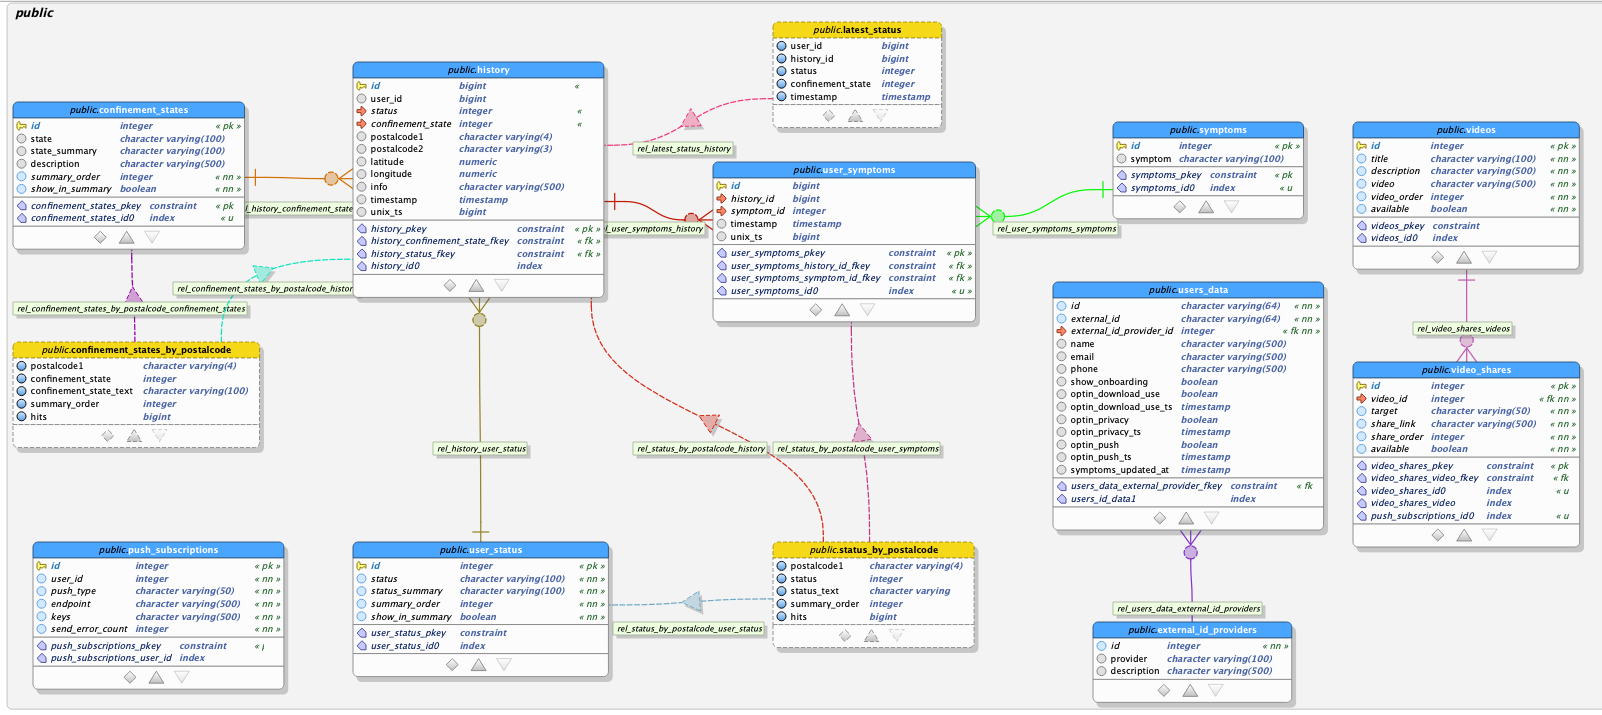 public
public.latest_status
user_id bigint
history_id bigint
status integer
confinement_state integer
timestamp timestamp
public.history
id bigint «
user_id bigint
status integer «
confinement_state integer «
postalcode1 character varying(4)
postalcode2 character varying(3)
latitude numeric
longitude numeric
info character varying(500)
timestamp timestamp
unix_ts bigint
history_pkey constraint « pk »
history_confinement_state_fkey constraint « fk »
history_status_fkey constraint « fk »
history_id0 index
public.confinement_states
id integer « pk »
state character varying(100)
state_summary character varying(100)
description character varying(500)
summary_order integer « nn »
show_in_summary boolean « nn »
confinement_states_pkey constraint « pk
confinement_states_id0 index « u
rel_latest_status_history
l_history_confinement_state
l_user_symptoms_history
public.user_symptoms
id bigint
history_id bigint
symptom_id integer
timestamp timestamp
unix_ts bigint
user_symptoms_pkey constraint « pk »
user_symptoms_history_id_fkey constraint « fk »
user_symptoms_symptom_id_fkey constraint « fk »
user_symptoms_id0 index « u »
rel_user_symptoms_symptoms
public.symptoms
id integer « pk »
symptom character varying(100)
symptoms_pkey constraint « pk
symptoms_id0 index « u
public.videos
id integer « pk »
title character varying(100) « nn »
description character varying(500) « nn »
video character varying(500) « nn »
video_order integer « nn »
available boolean « nn »
videos_pkey constraint
videos_id0 index
rel_confinement_states_by_postalcode_histor
rel_confinement_states_by_postalcode_confinement_states
public.confinement_states_by_postalcode
postalcode1 character varying(4)
confinement_state integer
confinement_state_text character varying(100)
summary_order integer
hits bigint
public.users_data
id character varying(64) « nn »
external_id character varying(64) « nn »
external_id_provider_id integer « fk nn »
name character varying(500)
email character varying(500)
phone character varying(500)
show_onboarding boolean
optin_download_use boolean
optin_download_use_ts timestamp
optin_privacy boolean
optin_privacy_ts timestamp
optin_push boolean
optin_push_ts timestamp
symptoms_updated_at timestamp
users_data_external_provider_fkey constraint « fk
users_id_data1 index
rel_video_shares_videos
public.video_shares
id integer « pk »
video_id integer « fk nn »
target character varying(50) « nn »
share_link character varying(500) « nn »
share_order integer « nn »
available boolean « nn »
video_shares_pkey constraint « pk
video_shares_video_fkey constraint « fk
video_shares_id0 index « u
video_shares_video index
push_subscriptions_id0 index « u
rel_history_user_status
rel_status_by_postalcode_history
rel_status_by_postalcode_user_symptoms
public.push_subscriptions
id integer « pk »
user_id integer « nn »
push_type character varying(50) « nn »
endpoint character varying(500) « nn »
keys character varying(500) « nn »
send_error_count integer « nn »
push_subscriptions_pkey constraint
push_subscriptions_user_id index
public.user_status
id integer « pk »
status character varying(100) « nn »
status_summary character varying(100) « nn »
summary_order integer « nn »
show_in_summary boolean « nn »
user_status_pkey constraint
user_status_id0 index
rel_status_by_postalcode_user_status
public.status_by_postalcode
postalcode1 character varying(4)
status integer
status_text character varying
summary_order integer
hits bigint
rel_users_data_external_id_providers
public.external_id_providers
id integer « nn »
provider character varying(100)
description character varying(500)